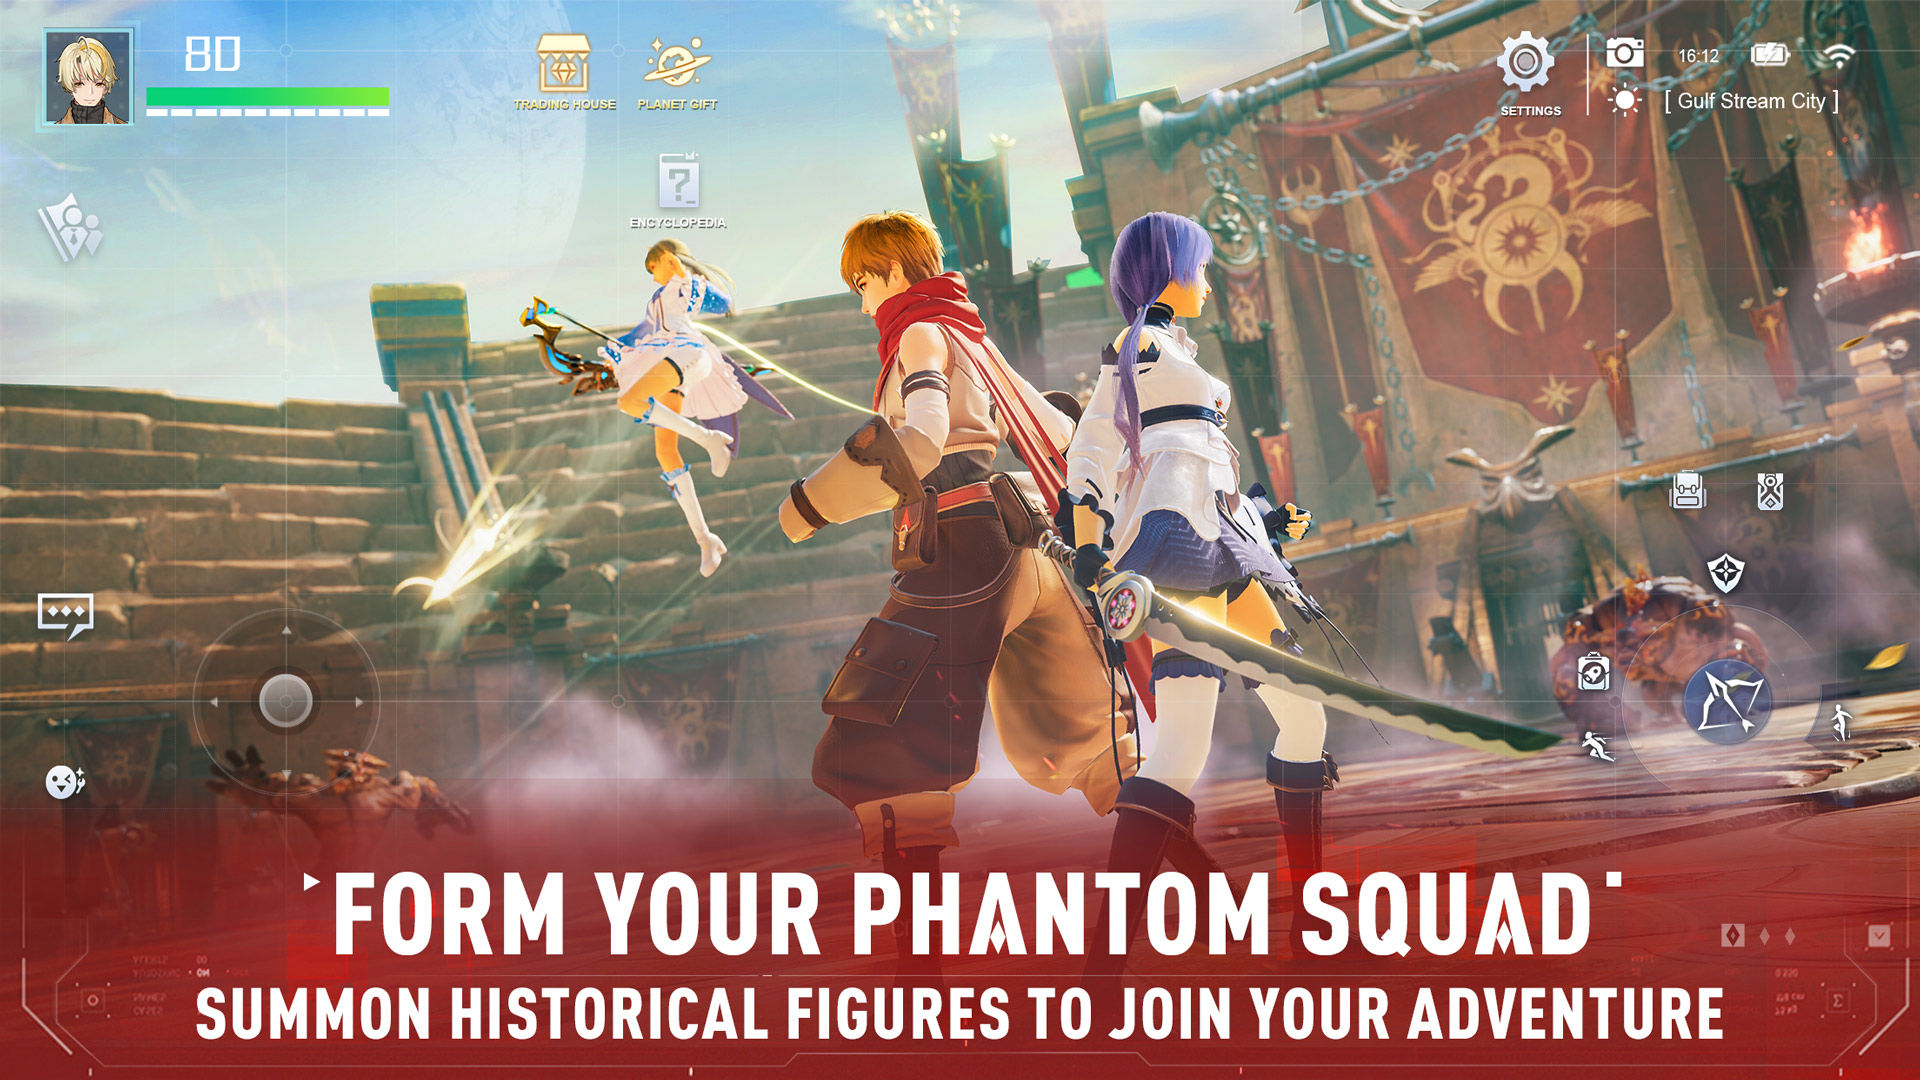 80
TRADING HOUSE
PLANET GIFT
ENCYCLOPEDIA
SETTINGS
16:12
[ Gulf Stream City ]
FORM YOUR PHANTOM SQUAD
SUMMON HISTORICAL FIGURES TO JOIN YOUR ADVENTURE